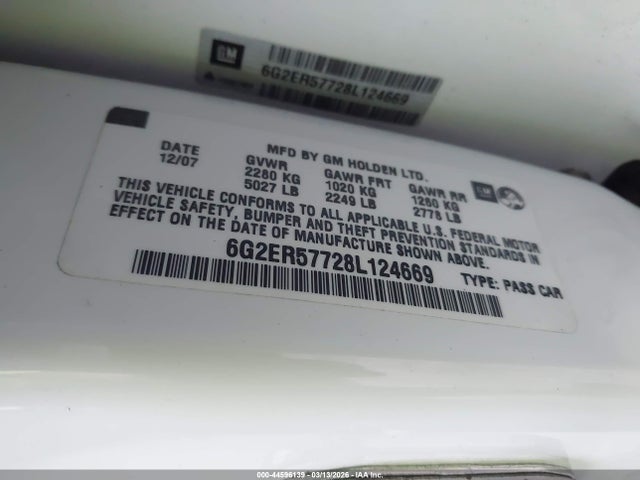 GM
6G2ER57728L124669
MFD BY GM HOLDEN LTD.
DATE GVWR GAWR FRT GAWR RR
12/07 2280 KG 1020 KG 1260 KG
5027 LB 2249 LB 2778 LB
GM
THIS VEHICLE CONFORMS TO ALL APPLICABLE U.S. FEDERAL MOTOR
VEHICLE SAFETY, BUMPER AND THEFT PREVENTION STANDARDS IN
EFFECT ON THE DATE OF MANUFACTURE SHOWN ABOVE.
6G2ER57728L124669
TYPE: PASS CAR
000-44596139 - 03/13/2026 - IAA Inc.